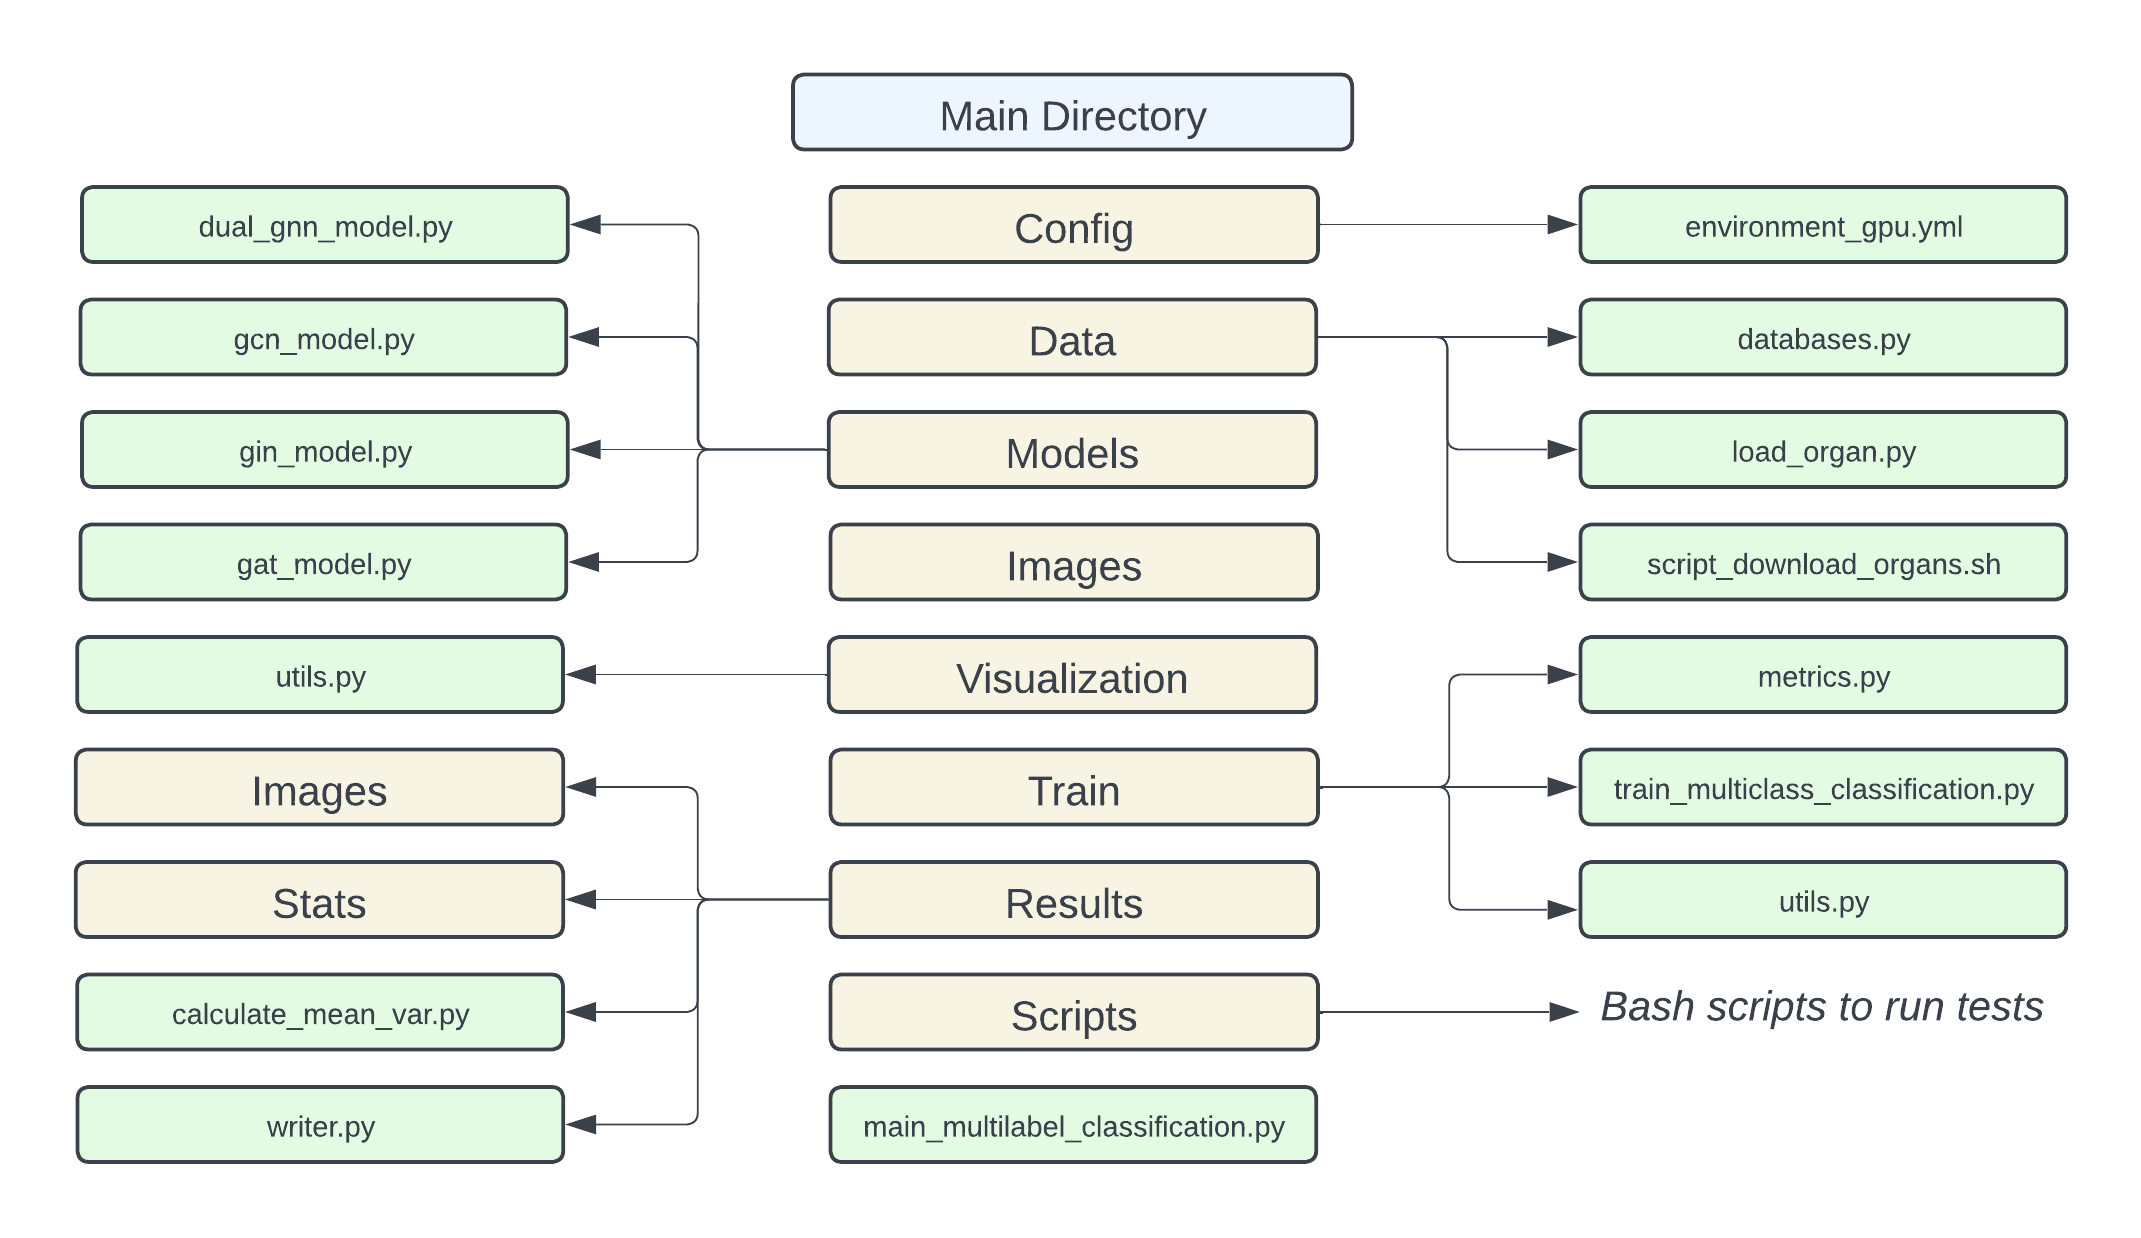 Main Directory
dual_gnn_model.py
Config
environment_gpu.yml
gcn_model.py
Data
databases.py
gin_model.py
Models
load_organ.py
gat_model.py
Images
script_download_organs.sh
utils.py
Visualization
metrics.py
Images
Train
train_multiclass_classification.py
Stats
Results
utils.py
calculate_mean_var.py
Scripts
Bash scripts to run tests
writer.py
main_multilabel_classification.py